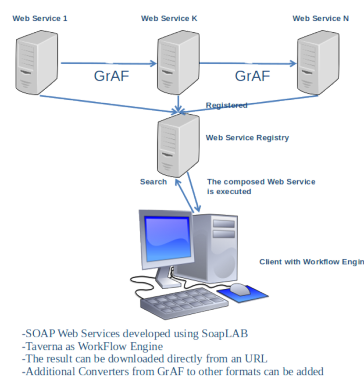 Web Service 1
Web Service K
Web Service N
GrAF
GrAF
Registered
Web Service Registry
Search
The composed Web Service
is executed
Client with Workflow Engin
-SOAP Web Services developed using SoapLAB
-Taverna as WorkFlow Engine
-The result can be downloaded directly from an URL
-Additional Converters from GrAF to other formats can be added